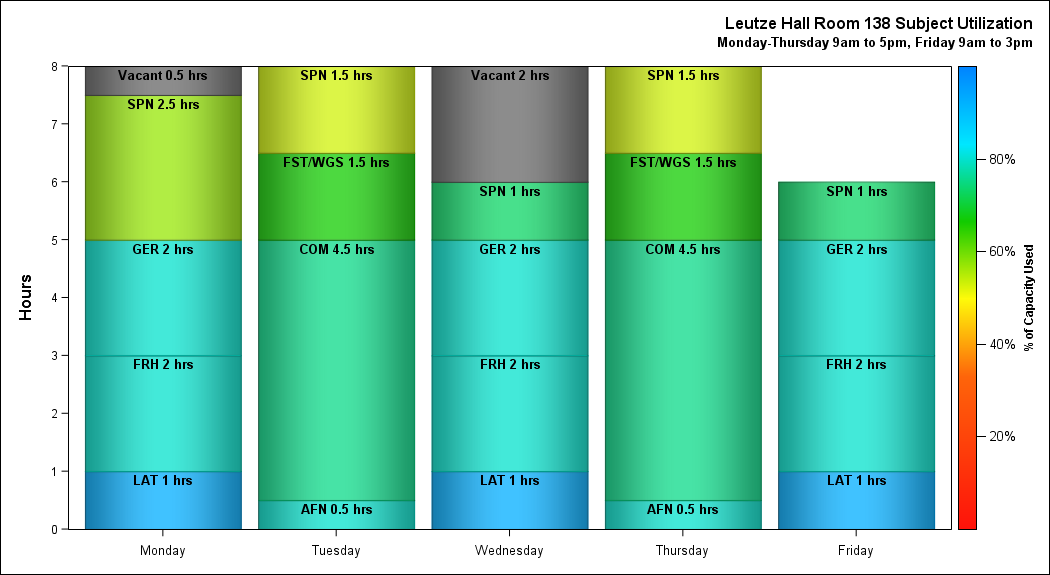 Leutze Hall Room 138 Subject Utilization
Monday-Thursday 9am to 5pm, Friday 9am to 3pm
Hours
8
7
6
5
4
3
2
1
0
Vacant 0.5 hrs
SPN 2.5 hrs
GER 2 hrs
FRH 2 hrs
LAT 1 hrs
SPN 1.5 hrs
FST/WGS 1.5 hrs
COM 4.5 hrs
AFN 0.5 hrs
Vacant 2 hrs
SPN 1 hrs
GER 2 hrs
FRH 2 hrs
LAT 1 hrs
SPN 1.5 hrs
FST/WGS 1.5 hrs
COM 4.5 hrs
AFN 0.5 hrs
SPN 1 hrs
GER 2 hrs
FRH 2 hrs
LAT 1 hrs
Monday
Tuesday
Wednesday
Thursday
Friday
80%
60%
40%
20%
% of Capacity Used